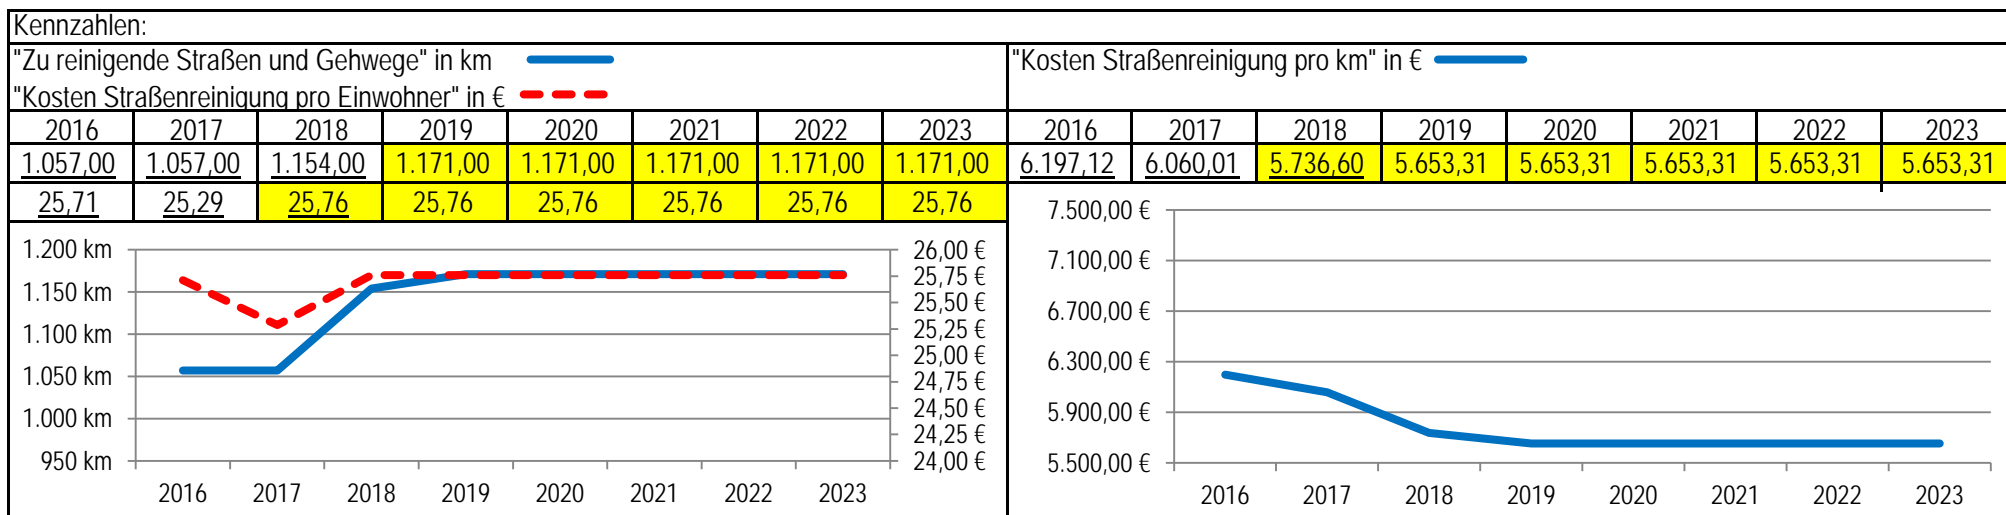 Kennzahlen:
"Zu reinigende Straßen und Gehwege" in km
"Kosten Straßenreinigung pro Einwohner" in €
2016 2017 2018 2019 2020 2021 2022 2023
1.057,00 1.057,00 1.154,00 1.171,00 1.171,00 1.171,00 1.171,00 1.171,00
25,71 25,29 25,76 25,76 25,76 25,76 25,76 25,76
1.200 km
1.150 km
1.100 km
1.050 km
1.000 km
950 km
26,00 €
25,75 €
25,50 €
25,25 €
25,00 €
24,75 €
24,50 €
24,25 €
24,00 €
2016 2017 2018 2019 2020 2021 2022 2023
"Kosten Straßenreinigung pro km" in €
2016 2017 2018 2019 2020 2021 2022 2023
6.197,12 6.060,01 5.736,60 5.653,31 5.653,31 5.653,31 5.653,31 5.653,31
7.500,00 €
7.100,00 €
6.700,00 €
6.300,00 €
5.900,00 €
5.500,00 €
2016 2017 2018 2019 2020 2021 2022 2023